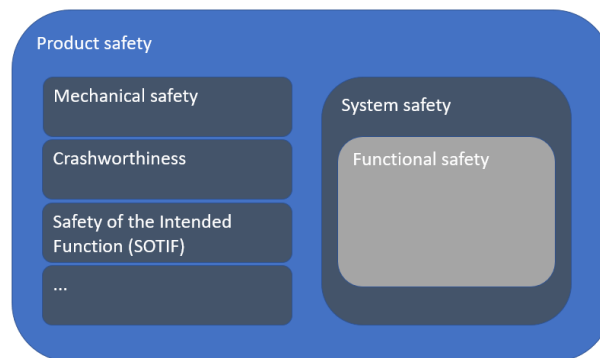 Product safety
Mechanical safety
Crashworthiness
Safety of the Intended
Function (SOTIF)
...
System safety
Functional safety